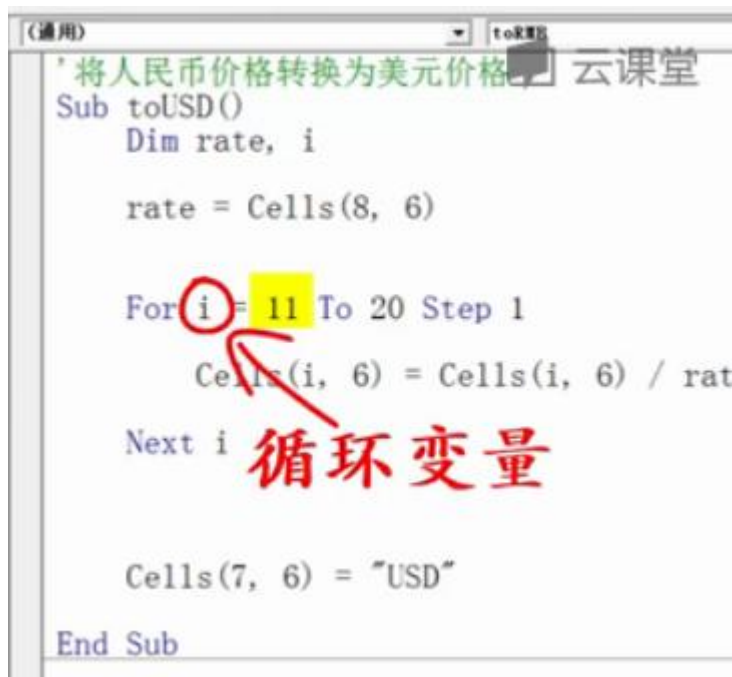 (通用) toRMB
云课堂
'将人民币价格转换为美元价格
Sub toUSD()
Dim rate, i
rate = Cells(8, 6)
For i = 11 To 20 Step 1
Cells(i, 6) = Cells(i, 6) / rat
Next i
循环变量
Cells(7, 6) = "USD"
End Sub